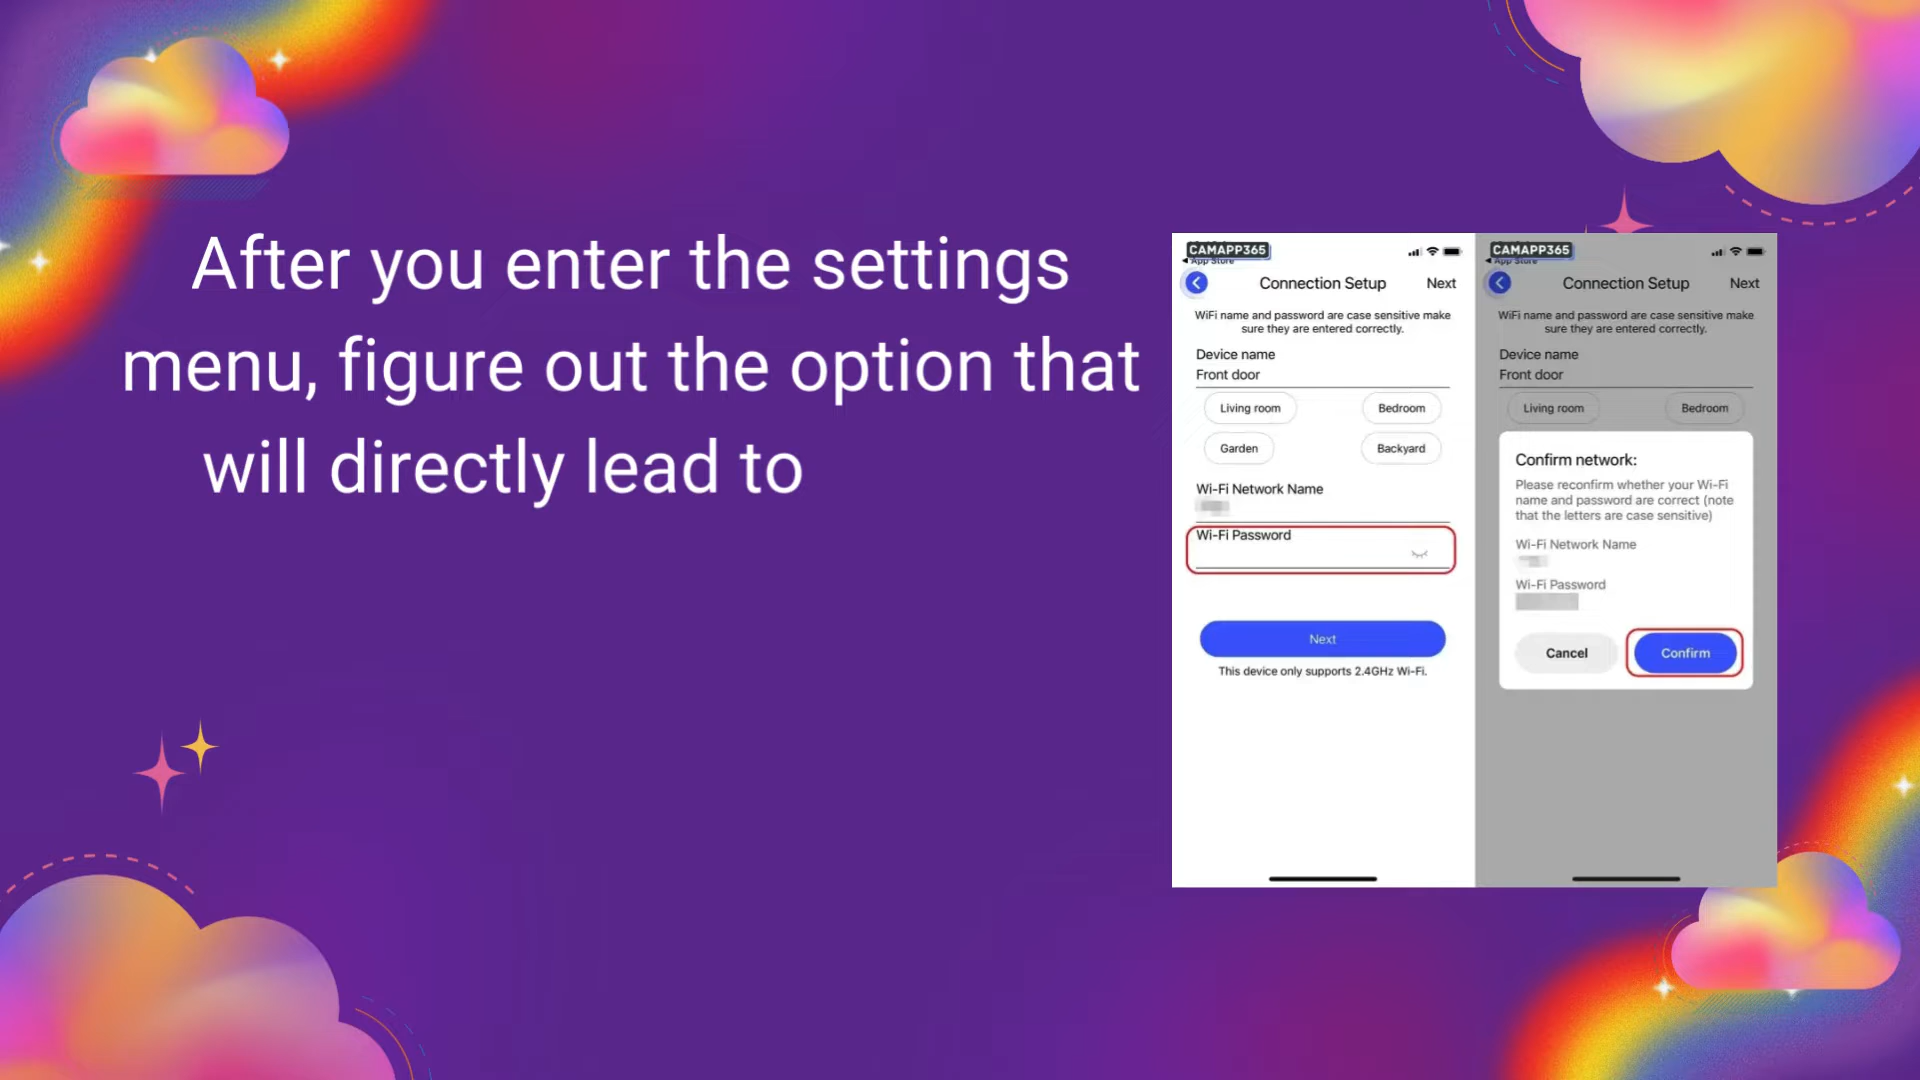 After you enter the settings
menu, figure out the option that
will directly lead to
CAMAPP365
App Store
Connection Setup
Next
WiFi name and password are case sensitive make
sure they are entered correctly.
Device name
Front door
Living room
Bedroom
Garden
Backyard
Wi-Fi Network Name
Wi-Fi Password
Next
This device only supports 2.4GHz Wi-Fi.
CAMAPP365
App Store
Connection Setup
Next
WiFi name and password are case sensitive make
sure they are entered correctly.
Device name
Front door
Living room
Bedroom
Confirm network:
Please reconfirm whether your Wi-Fi
name and password are correct (note
that the letters are case sensitive)
Wi-Fi Network Name
Wi-Fi Password
Cancel
Confirm